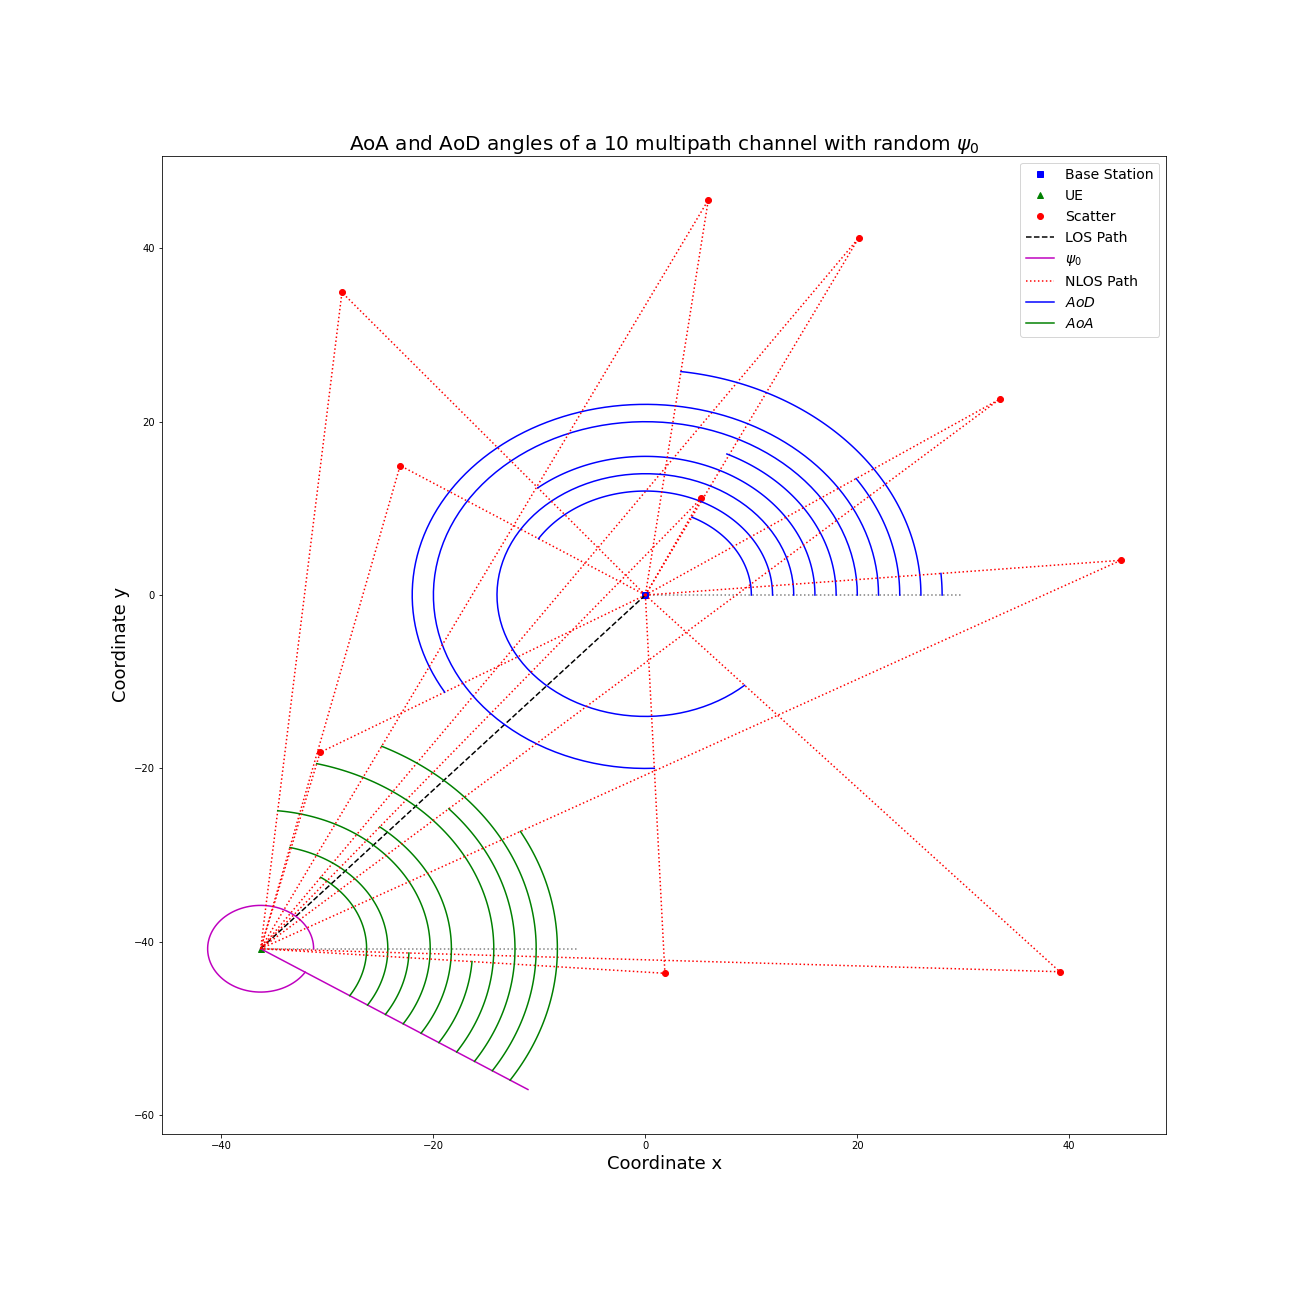 AoA and AoD angles of a 10 multipath channel with random ψ₀
Base Station
UE
Scatter
LOS Path
ψ₀
NLOS Path
AoD
AoA
40
20
0
−20
−40
−60
Coordinate y
−40 −20 0 20 40
Coordinate x